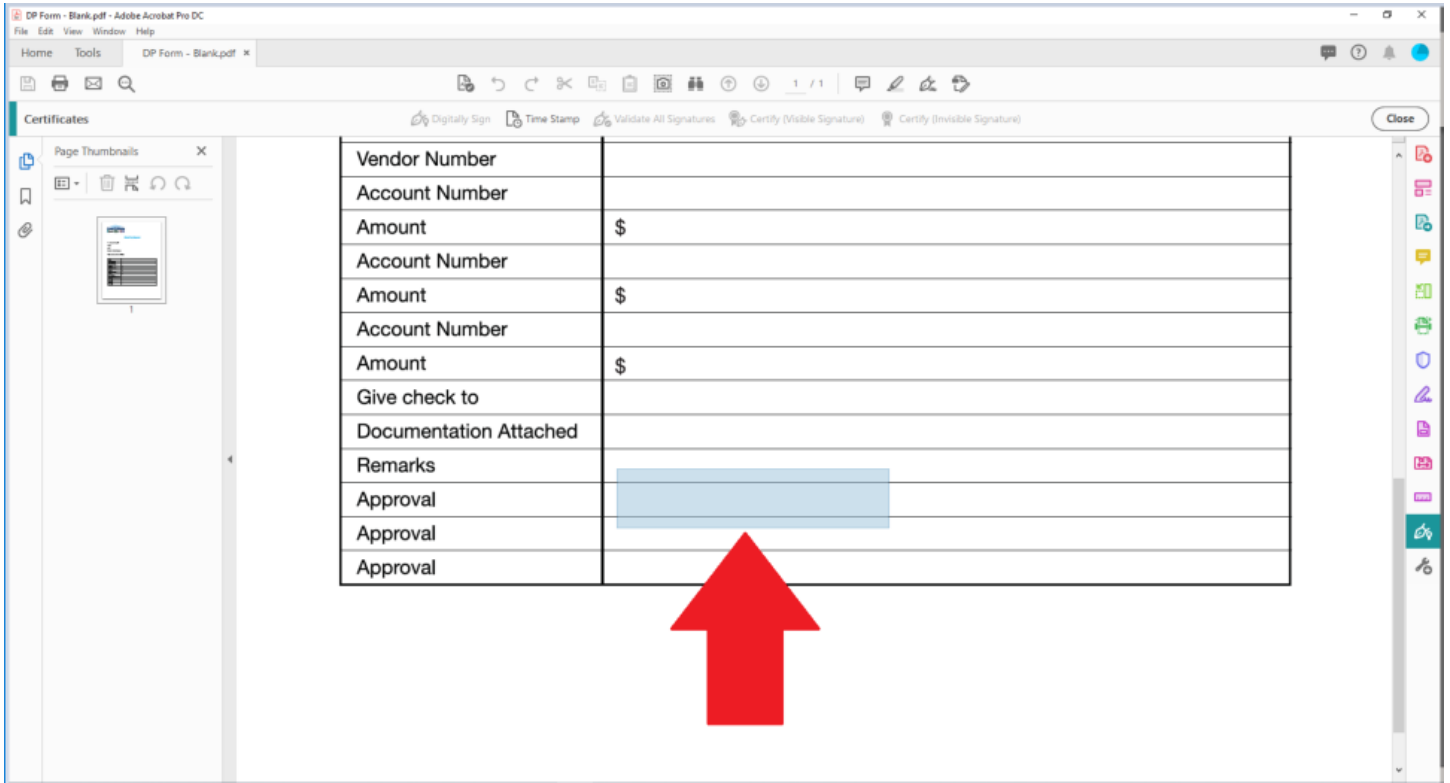 DP Form - Blank.pdf - Adobe Acrobat Pro DC
File Edit View Window Help
Home Tools DP Form - Blank.pdf ×
1 / 1
Certificates Digitally Sign Time Stamp Validate All Signatures Certify (Visible Signature) Certify (Invisible Signature) Close
Page Thumbnails
1
Vendor Number
Account Number
Amount $
Account Number
Amount $
Account Number
Amount $
Give check to
Documentation Attached
Remarks
Approval
Approval
Approval